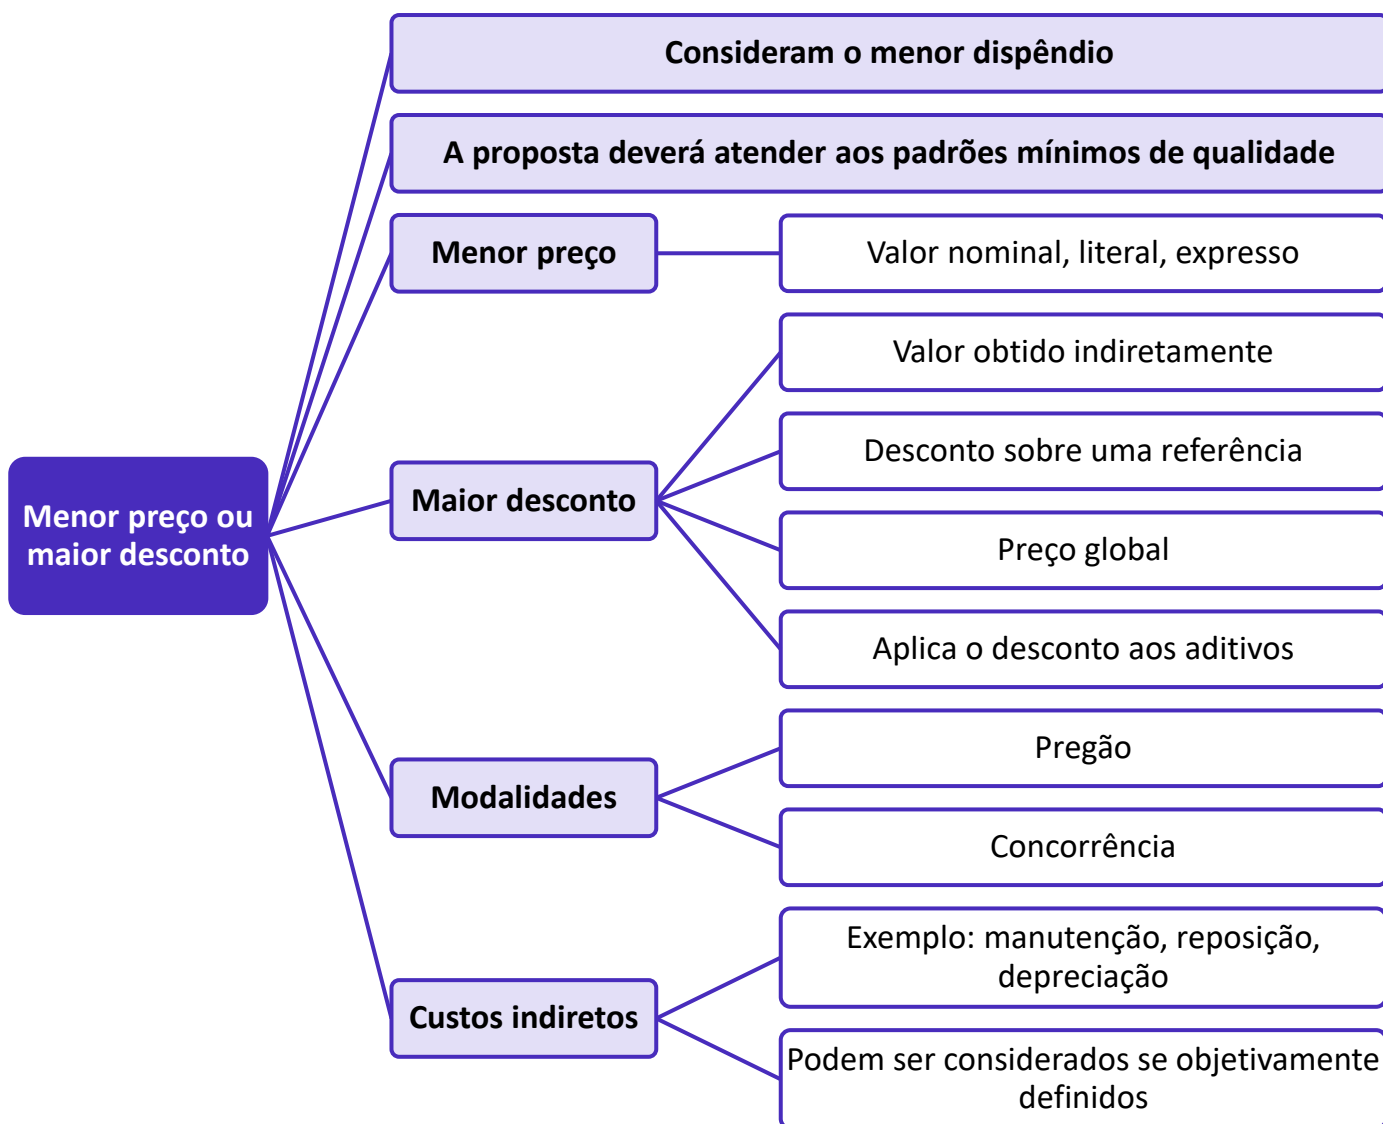 Consideram o menor dispêndio
A proposta deverá atender aos padrões mínimos de qualidade
Menor preço
Valor nominal, literal, expresso
Valor obtido indiretamente
Desconto sobre uma referência
Menor preço ou
maior desconto
Maior desconto
Preço global
Aplica o desconto aos aditivos
Modalidades
Pregão
Concorrência
Custos indiretos
Exemplo: manutenção, reposição,
depreciação
Podem ser considerados se objetivamente
definidos